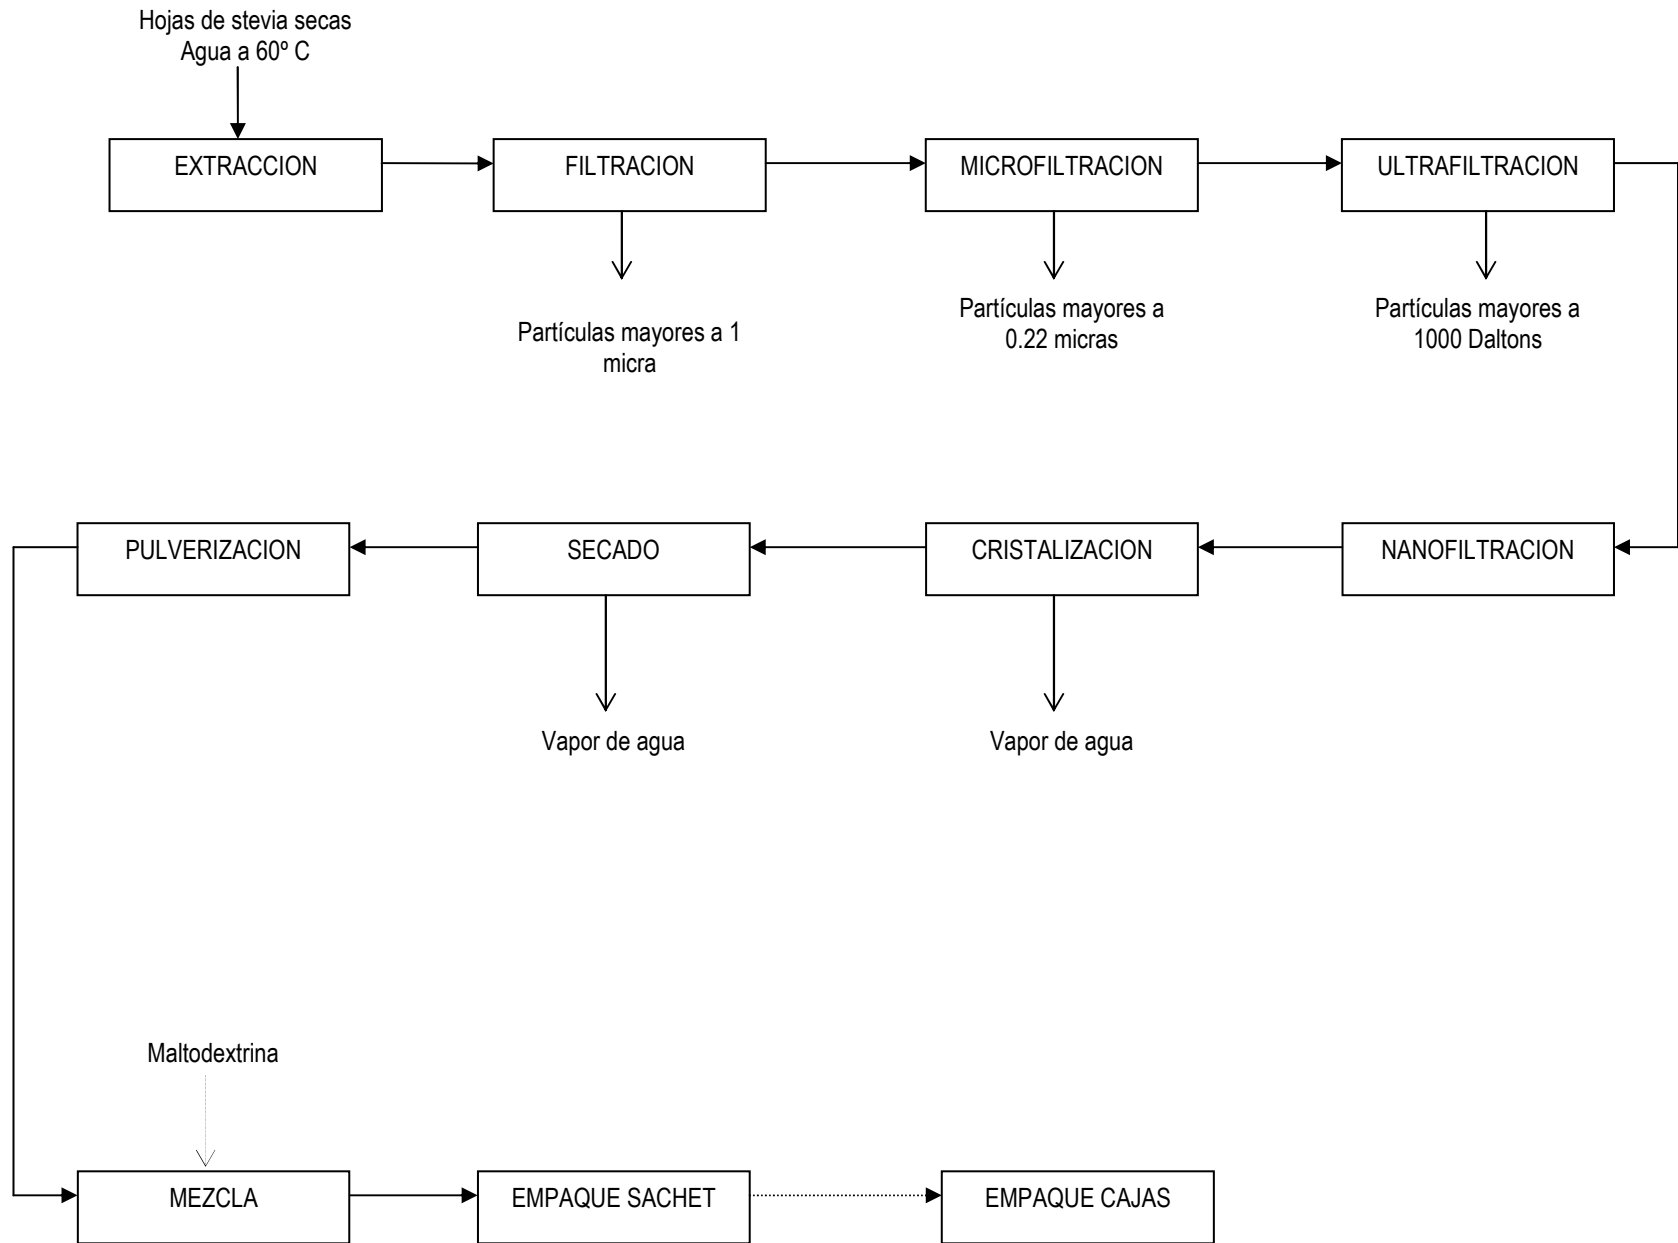 Hojas de stevia secas
Agua a 60º C
EXTRACCION
FILTRACION
MICROFILTRACION
ULTRAFILTRACION
Partículas mayores a 1
micra
Partículas mayores a
0.22 micras
Partículas mayores a
1000 Daltons
PULVERIZACION
SECADO
CRISTALIZACION
NANOFILTRACION
Vapor de agua
Vapor de agua
Maltodextrina
MEZCLA
EMPAQUE SACHET
EMPAQUE CAJAS